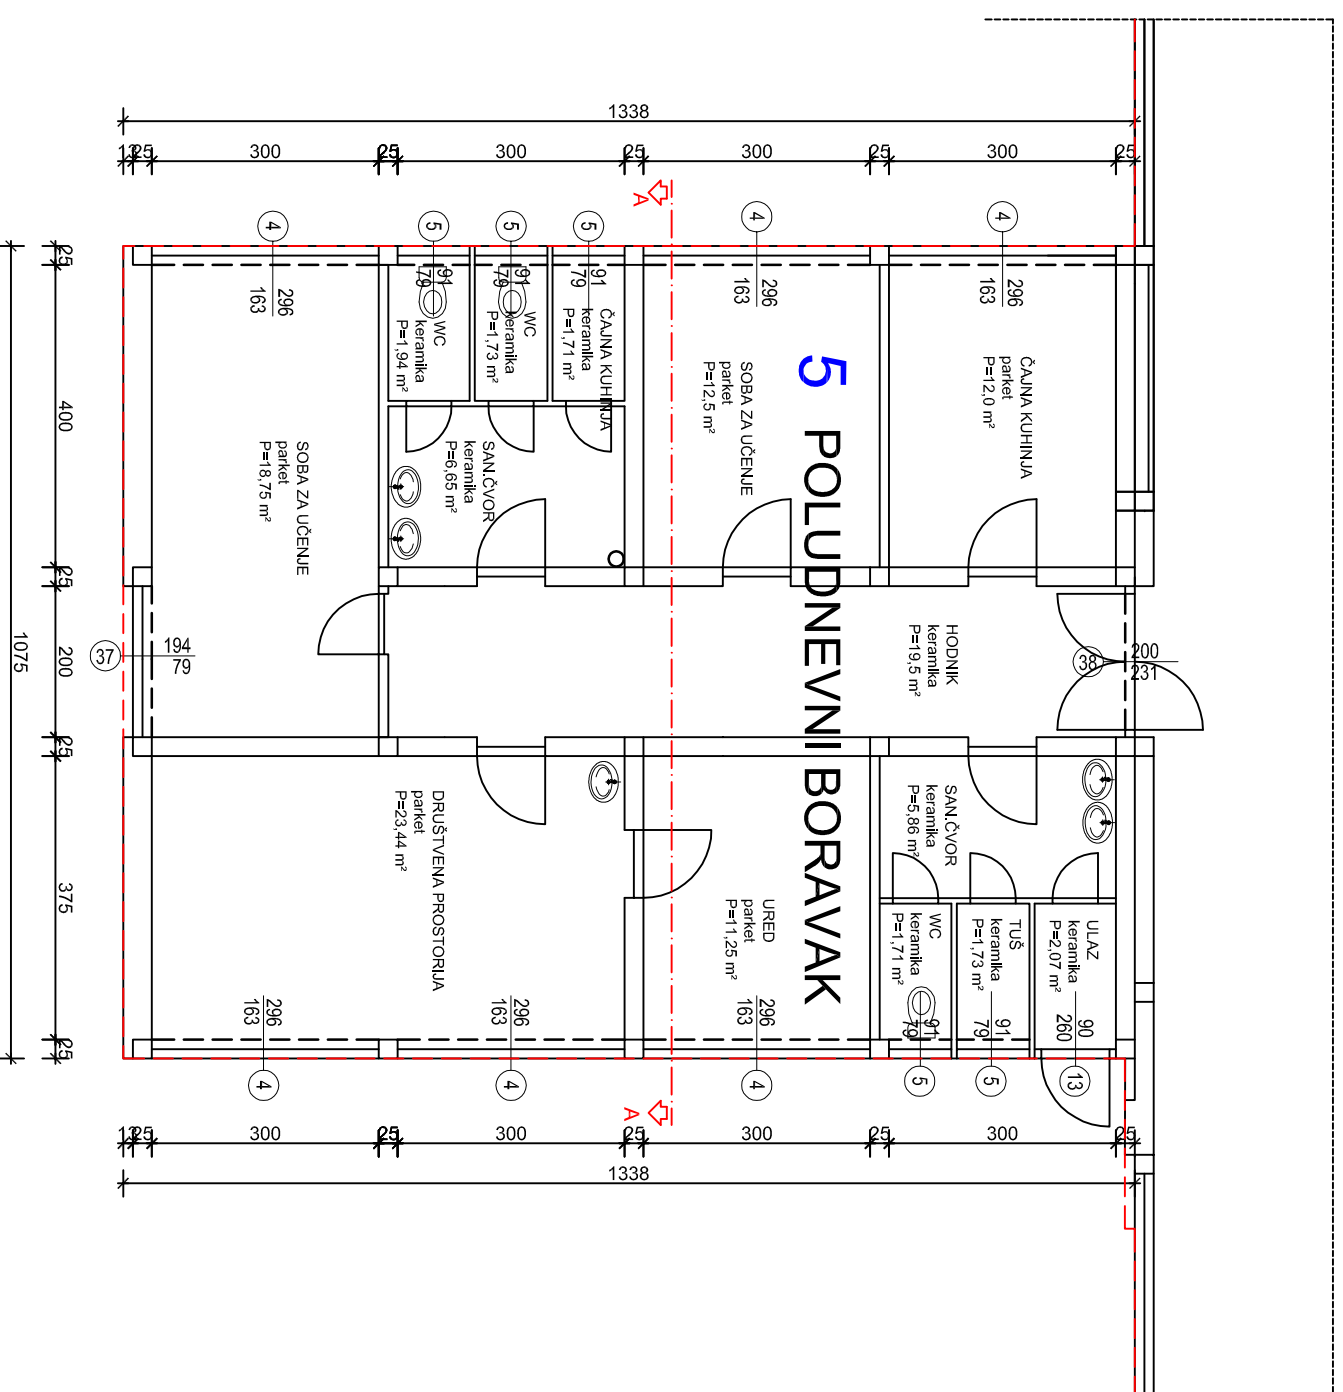 1338
13
25
300
25
25
300
25
300
25
300
25
A
4
5
5
5
4
4
296
163
91
79
91
79
91
79
296
163
296
163
WC
keramika
P=1,94 m²
WC
keramika
P=1,73 m²
ČAJNA KUHINJA
keramika
P=1,71 m²
SOBA ZA UČENJE
parket
P=12,5 m²
ČAJNA KUHINJA
parket
P=12,0 m²
SOBA ZA UČENJE
parket
P=18,75 m²
SAN.ČVOR
keramika
P=6,65 m²
5 POLUDNEVNI BORAVAK
HODNIK
keramika
P=19,5 m²
37
194
79
38
200
231
DRUŠTVENA PROSTORIJA
parket
P=23,44 m²
URED
parket
P=11,25 m²
SAN.ČVOR
keramika
P=5,86 m²
WC
keramika
P=1,71 m²
TUŠ
keramika
P=1,73 m²
ULAZ
keramika
P=2,07 m²
296
163
296
163
296
163
91
79
91
79
90
260
4
4
4
5
5
13
A
13
25
300
25
25
300
25
300
25
300
25
1338
25
400
25
200
25
375
25
1075